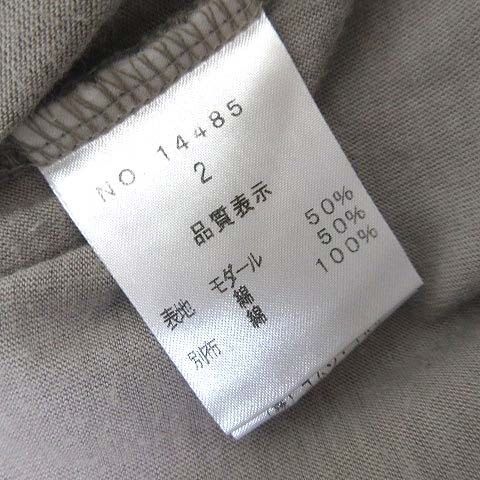 NO. 14485
2
品質表示
表地 モダール 50%
綿 50%
別布 綿 100%